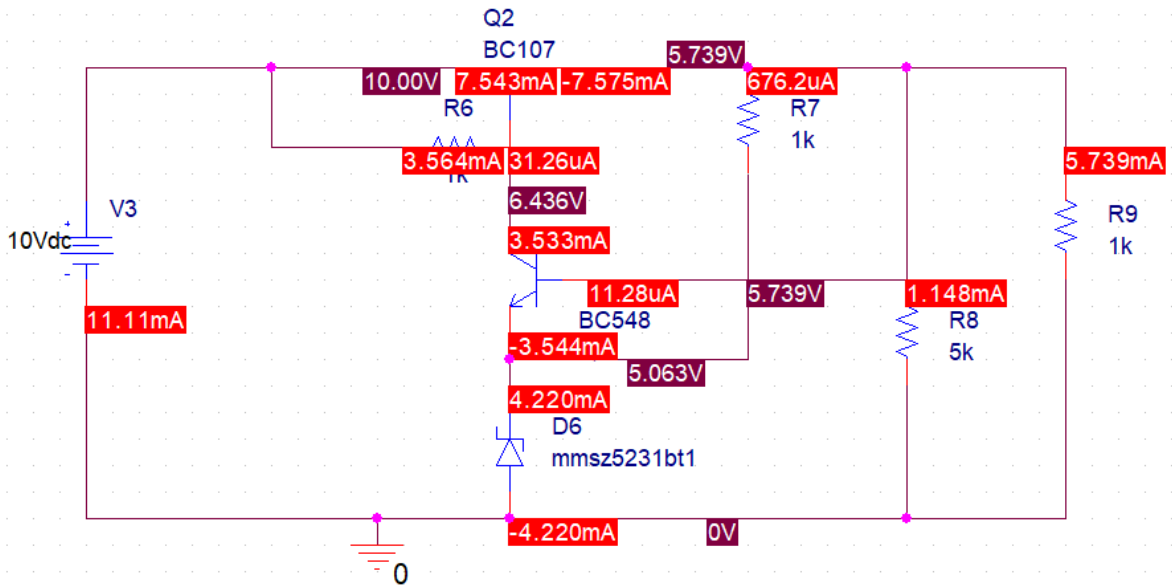 Q2
BC107
5.739V
10.00V
7.543mA
-7.575mA
676.2uA
R6
R7
1k
3.564mA
31.26uA
5.739mA
1k
6.436V
V3
R9
1k
10Vdc
+
-
3.533mA
11.28uA
5.739V
1.148mA
11.11mA
BC548
R8
5k
-3.544mA
5.063V
4.220mA
D6
mmsz5231bt1
-4.220mA
0V
0